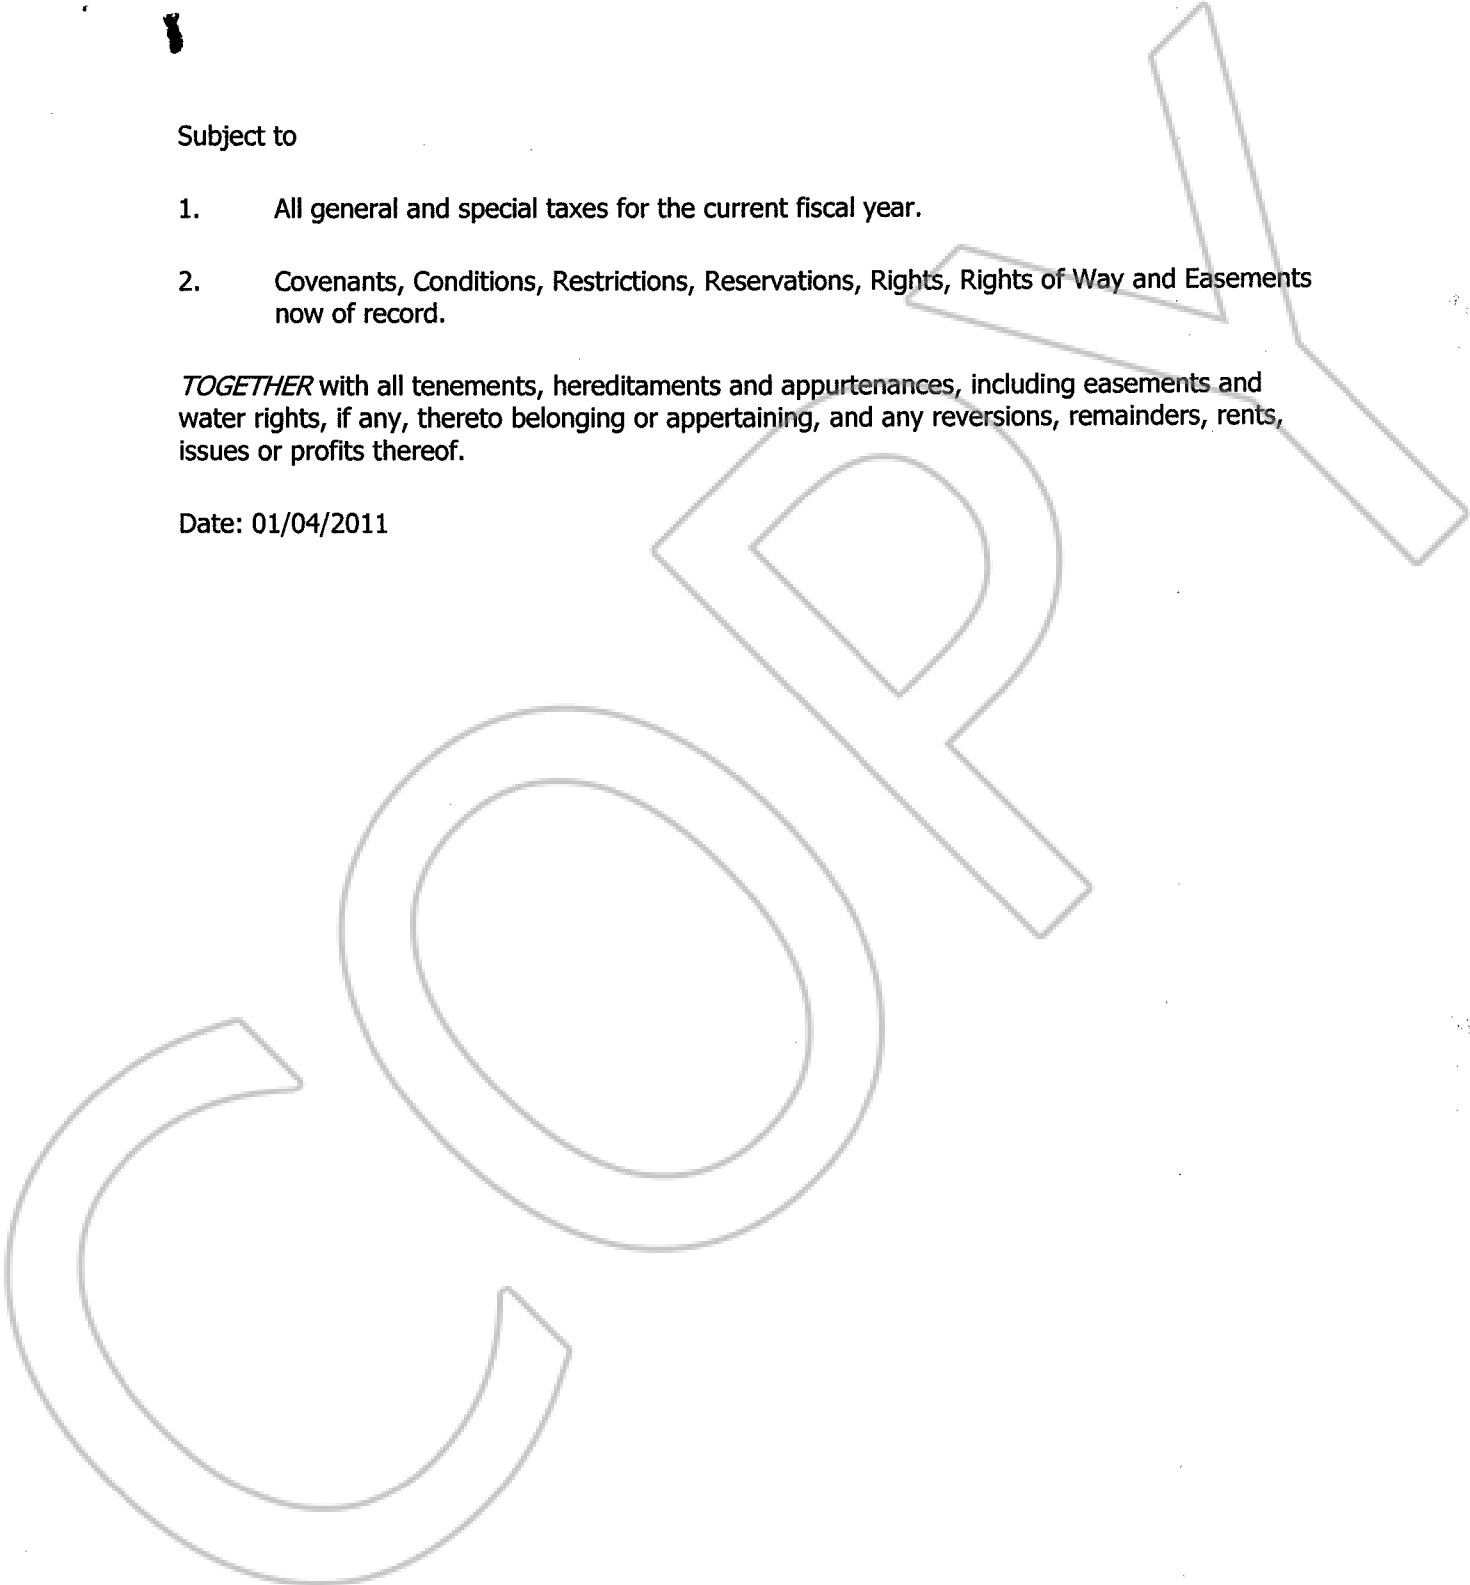 Subject to
1. All general and special taxes for the current fiscal year.
2. Covenants, Conditions, Restrictions, Reservations, Rights, Rights of Way and Easements
now of record.
TOGETHER with all tenements, hereditaments and appurtenances, including easements and
water rights, if any, thereto belonging or appertaining, and any reversions, remainders, rents,
issues or profits thereof.
Date: 01/04/2011
COPY